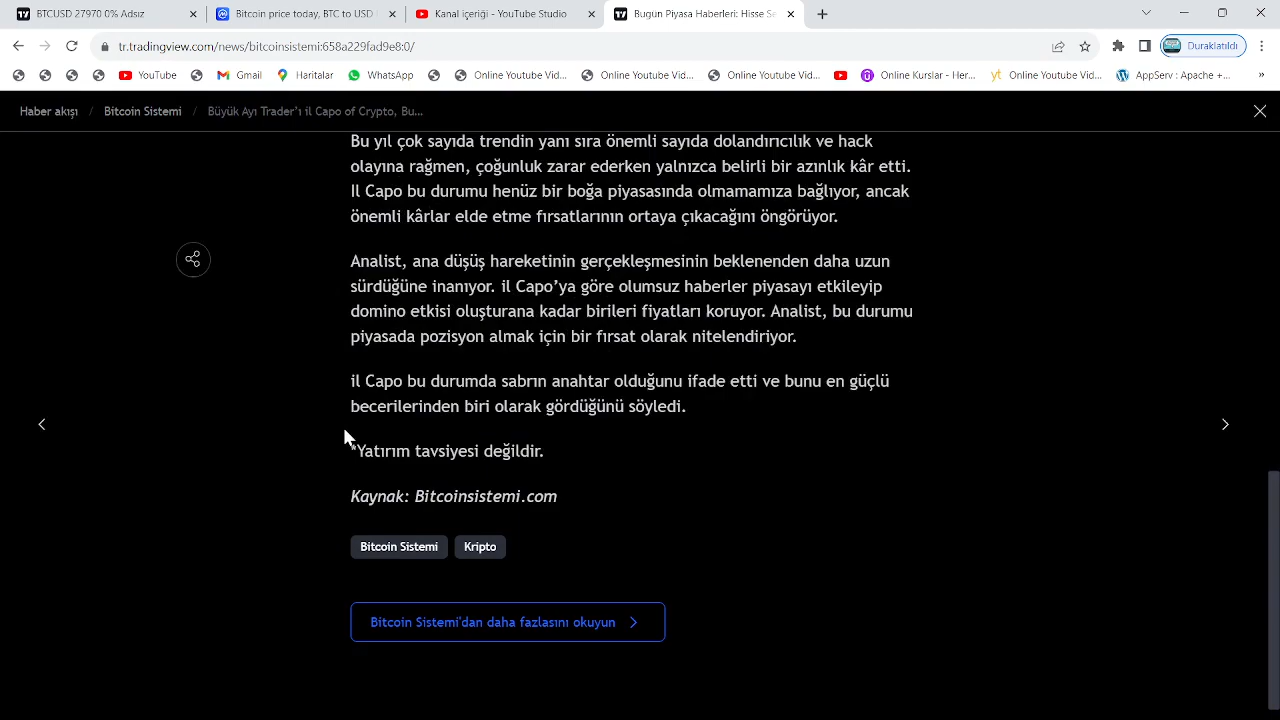 BTCUSD 27970 0% Adsız
Bitcoin price today, BTC to USD l
Kanal içeriği - YouTube Studio
Bugün Piyasa Haberleri: Hisse Se
tr.tradingview.com/news/bitcoinsistemi:658a229fad9e8:0/
Duraklatıldı
YouTube
Gmail
Haritalar
WhatsApp
Online Youtube Vid...
Online Youtube Vid...
Online Youtube Vid...
Online Kurslar - Her...
Online Youtube Vid...
AppServ : Apache +...
»
Haber akışı / Bitcoin Sistemi / Büyük Ayı Trader’ı il Capo of Crypto, Bu...
Bu yıl çok sayıda trendin yanı sıra önemli sayıda dolandırıcılık ve hack
olayına rağmen, çoğunluk zarar ederken yalnızca belirli bir azınlık kâr etti.
Il Capo bu durumu henüz bir boğa piyasasında olmamamıza bağlıyor, ancak
önemli kârlar elde etme fırsatlarının ortaya çıkacağını öngörüyor.
Analist, ana düşüş hareketinin gerçekleşmesinin beklenenden daha uzun
sürdüğüne inanıyor. il Capo’ya göre olumsuz haberler piyasayı etkileyip
domino etkisi oluşturana kadar birileri fiyatları koruyor. Analist, bu durumu
piyasada pozisyon almak için bir fırsat olarak nitelendiriyor.
il Capo bu durumda sabrın anahtar olduğunu ifade etti ve bunu en güçlü
becerilerinden biri olarak gördüğünü söyledi.
*Yatırım tavsiyesi değildir.
Kaynak: Bitcoinsistemi.com
Bitcoin Sistemi
Kripto
Bitcoin Sistemi'dan daha fazlasını okuyun